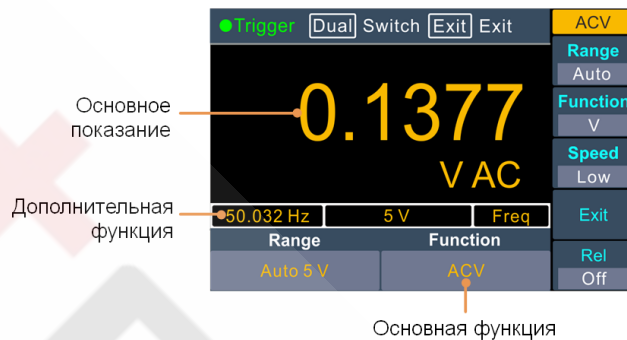 Trigger Dual Switch Exit Exit
ACV
Range
Auto
Function
V
Speed
Low
Exit
Rel
Off
Основное
показание
0.1377
V AC
Дополнительная
функция
50.032 Hz 5 V Freq
Range Function
Auto 5 V ACV
Основная функция